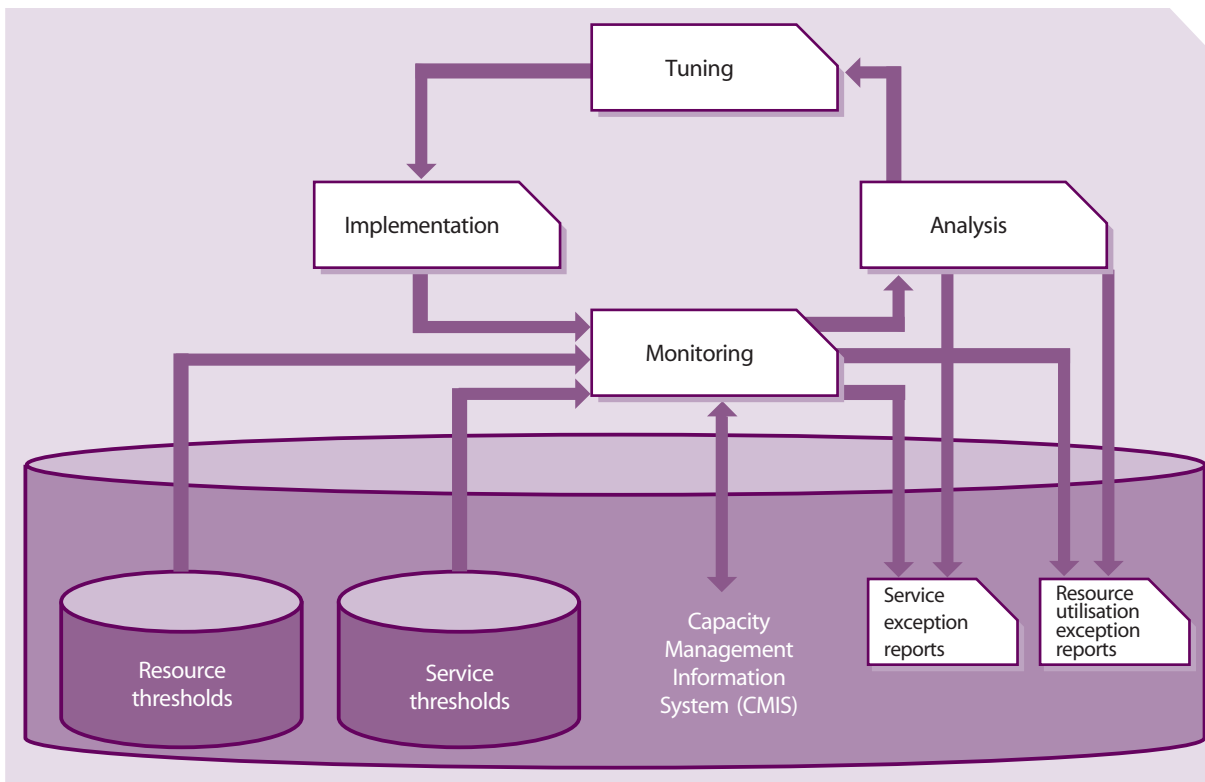 Tuning
Implementation
Analysis
Monitoring
Resource
thresholds
Service
thresholds
Capacity
Management
Information
System (CMIS)
Service
exception
reports
Resource
utilisation
exception
reports